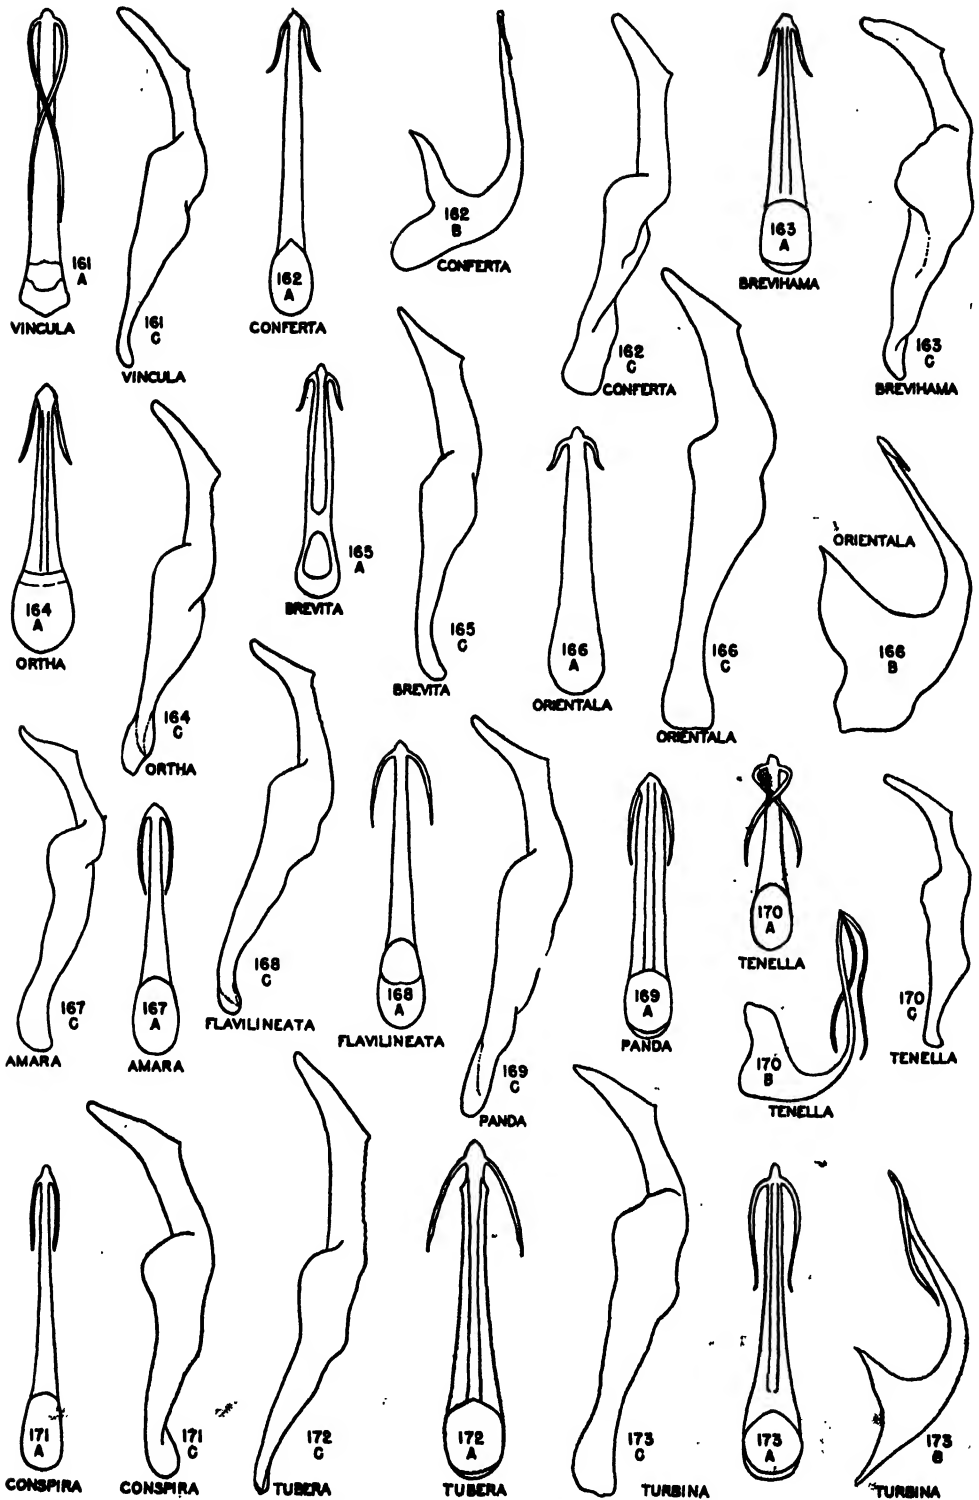 161
A
VINCULA
161
C
VINCULA
162
A
CONFERTA
162
B
CONFERTA
162
C
CONFERTA
163
A
BREVIHAMA
163
C
BREVIHAMA
164
A
ORTHA
164
C
ORTHA
165
A
BREVITA
165
C
BREVITA
166
A
ORIENTALA
166
C
ORIENTALA
ORIENTALA
166
B
167
C
AMARA
167
A
AMARA
168
C
FLAVILINEATA
168
A
FLAVILINEATA
169
C
PANDA
169
A
PANDA
170
A
TENELLA
170
B
TENELLA
170
C
TENELLA
171
A
CONSPIRA
171
C
CONSPIRA
172
C
TUBERA
172
A
TUBERA
173
C
TURBINA
173
A
173
B
TURBINA